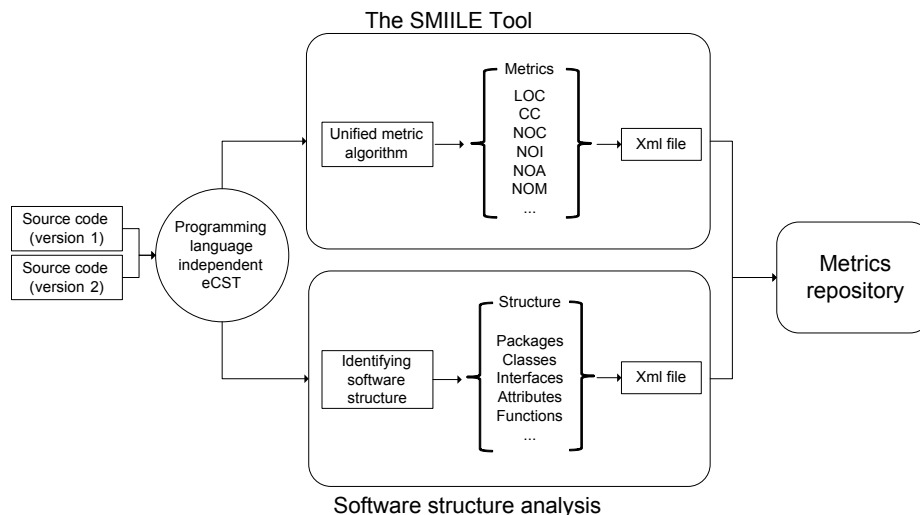 The SMIILE Tool
Metrics
LOC
CC
NOC
NOI
NOA
NOM
...
Unified metric
algorithm
Xml file
Source code
(version 1)
Source code
(version 2)
Programming
language
independent
eCST
Metrics
repository
Structure
Packages
Classes
Interfaces
Attributes
Functions
...
Identifying
software
structure
Xml file
Software structure analysis